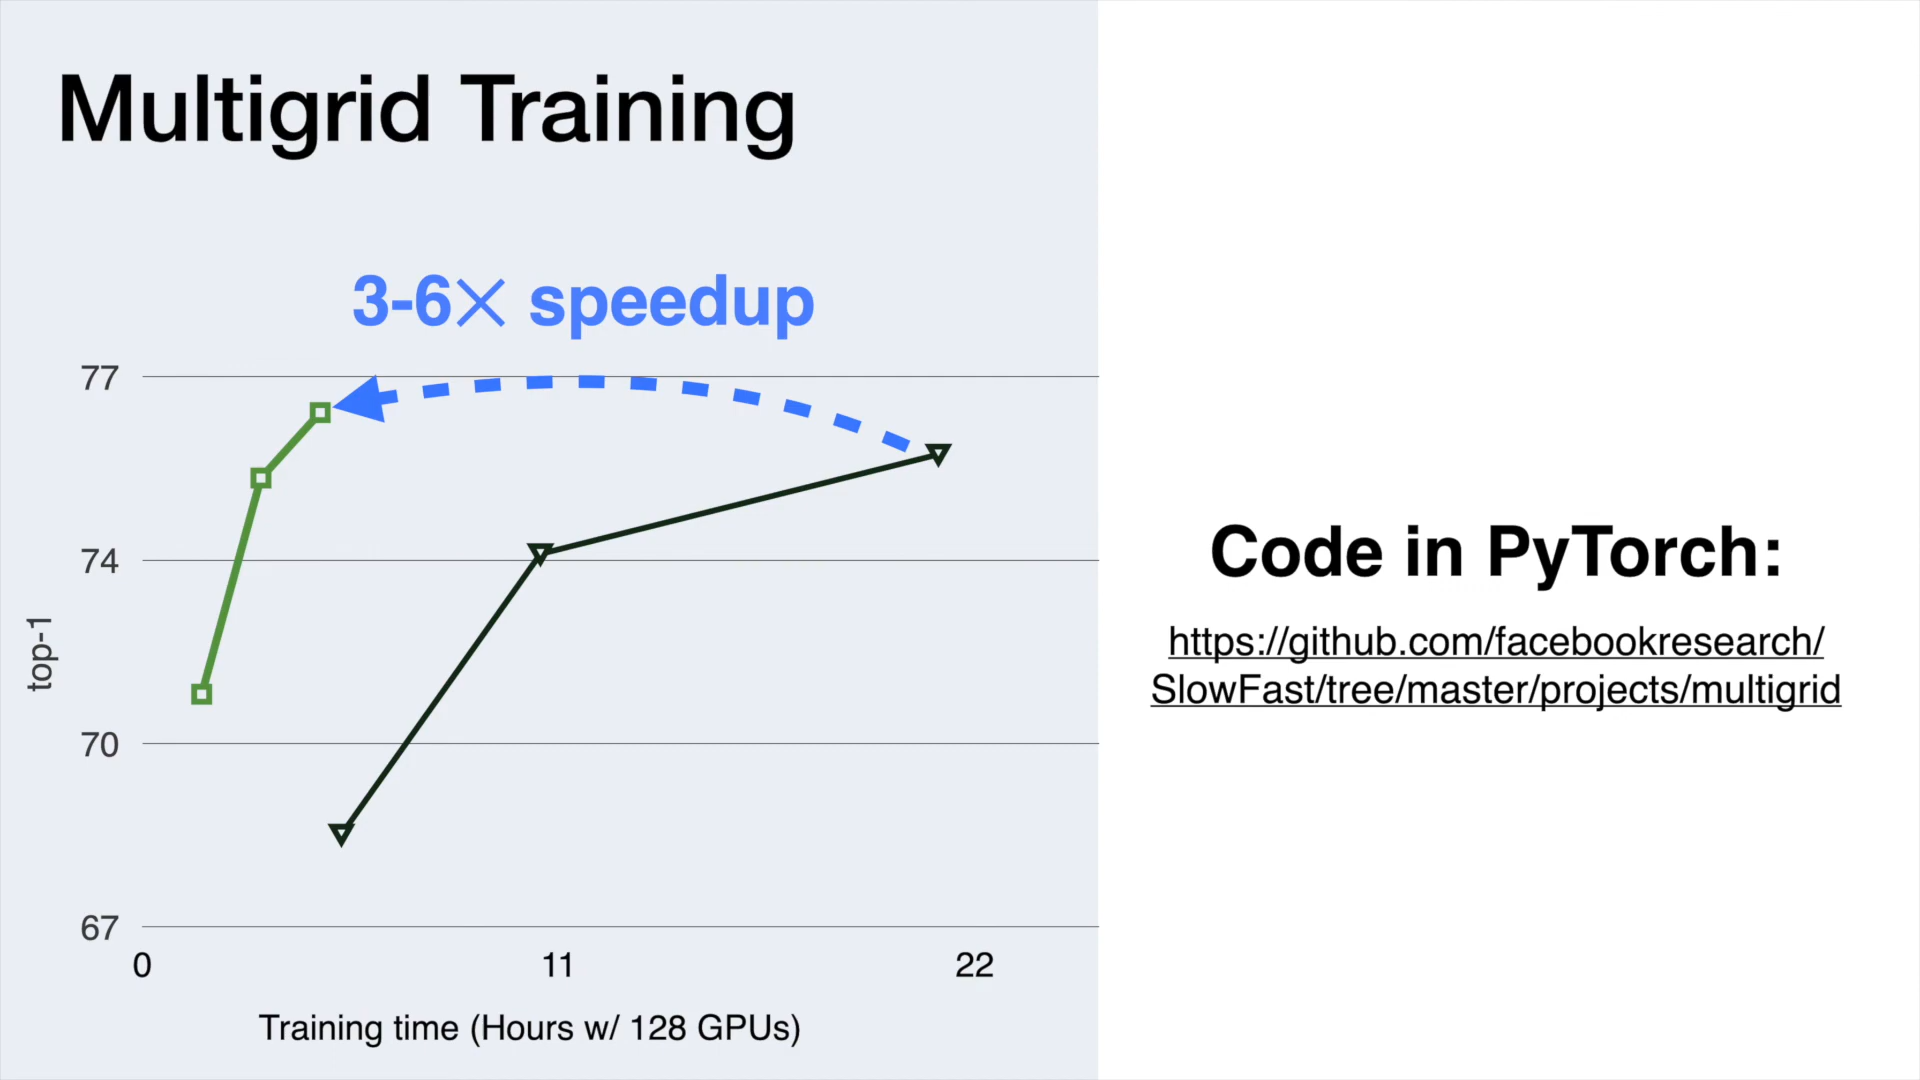 Multigrid Training
3-6× speedup
77
74
70
67
top-1
0 11 22
Training time (Hours w/ 128 GPUs)
Code in PyTorch:
https://github.com/facebookresearch/
SlowFast/tree/master/projects/multigrid